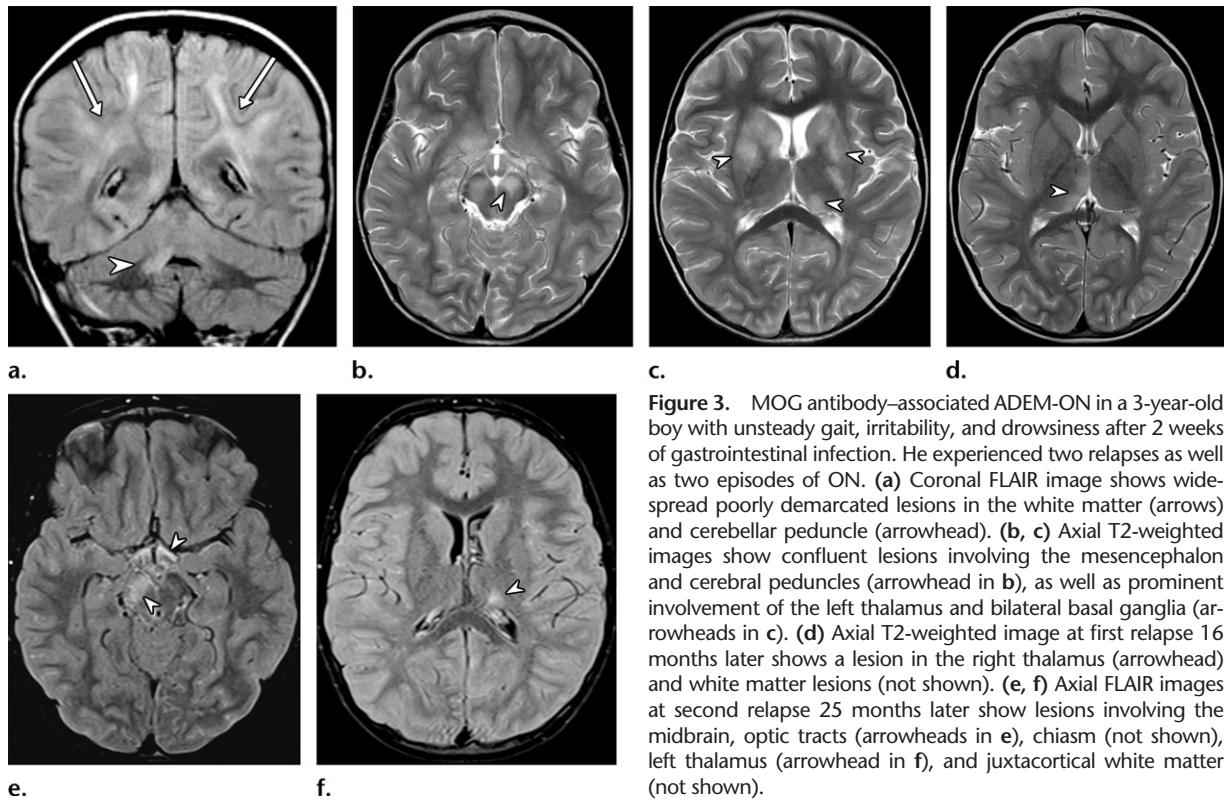 a.
b.
c.
d.
e.
f.
Figure 3. MOG antibody–associated ADEM-ON in a 3-year-old
boy with unsteady gait, irritability, and drowsiness after 2 weeks
of gastrointestinal infection. He experienced two relapses as well
as two episodes of ON. (a) Coronal FLAIR image shows wide-
spread poorly demarcated lesions in the white matter (arrows)
and cerebellar peduncle (arrowhead). (b, c) Axial T2-weighted
images show confluent lesions involving the mesencephalon
and cerebral peduncles (arrowhead in b), as well as prominent
involvement of the left thalamus and bilateral basal ganglia (ar-
rowheads in c). (d) Axial T2-weighted image at first relapse 16
months later shows a lesion in the right thalamus (arrowhead)
and white matter lesions (not shown). (e, f) Axial FLAIR images
at second relapse 25 months later show lesions involving the
midbrain, optic tracts (arrowheads in e), chiasm (not shown),
left thalamus (arrowhead in f), and juxtacortical white matter
(not shown).